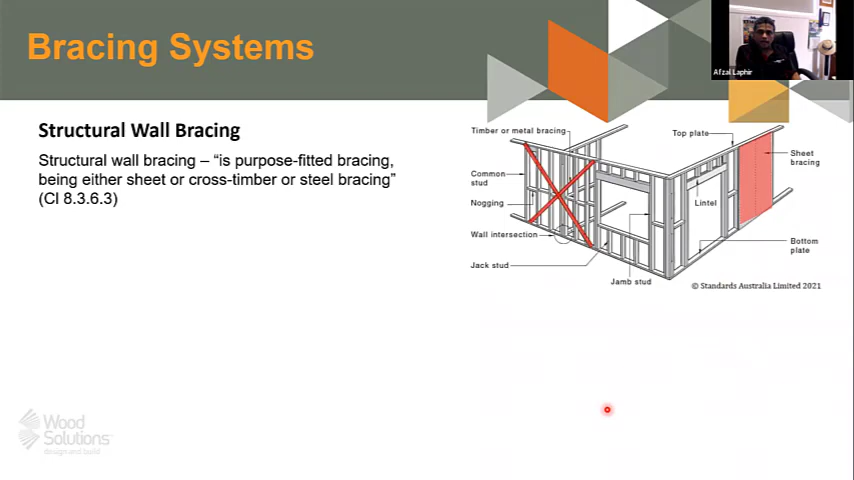 Bracing Systems
Afzal Laphir
Structural Wall Bracing
Structural wall bracing – “is purpose-fitted bracing,
being either sheet or cross-timber or steel bracing”
(Cl 8.3.6.3)
Timber or metal bracing
Top plate
Sheet
bracing
Common
stud
Nogging
Lintel
Wall intersection
Bottom
plate
Jack stud
Jamb stud
© Standards Australia Limited 2021
Wood
Solutions
design and build